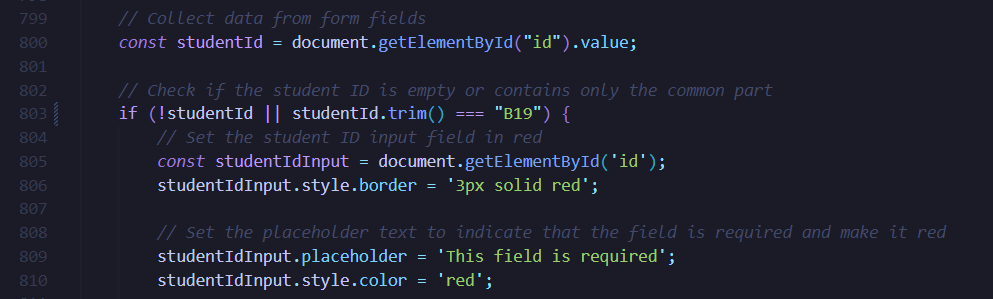 799 // Collect data from form fields
800 const studentId = document.getElementById("id").value;
801
802 // Check if the student ID is empty or contains only the common part
803 if (!studentId || studentId.trim() === "B19") {
804 // Set the student ID input field in red
805 const studentIdInput = document.getElementById('id');
806 studentIdInput.style.border = '3px solid red';
807
808 // Set the placeholder text to indicate that the field is required and make it red
809 studentIdInput.placeholder = 'This field is required';
810 studentIdInput.style.color = 'red';